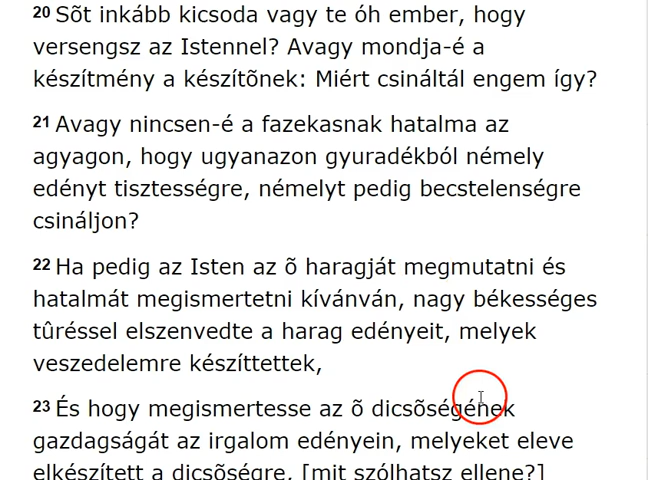 20 Sõt inkább kicsoda vagy te óh ember, hogy
versengsz az Istennel? Avagy mondja-é a
készítmény a készítõnek: Miért csináltál engem így?
21 Avagy nincsen-é a fazekasnak hatalma az
agyagon, hogy ugyanazon gyuradékból némely
edényt tisztességre, némelyt pedig becstelenségre
csináljon?
22 Ha pedig az Isten az õ haragját megmutatni és
hatalmát megismertetni kívánván, nagy békességes
tûréssel elszenvedte a harag edényeit, melyek
veszedelemre készíttettek,
23 És hogy megismertesse az õ dicsõségének
gazdagságát az irgalom edényein, melyeket eleve
elkészített a dicsõségre, [mit szólhatsz ellene?]